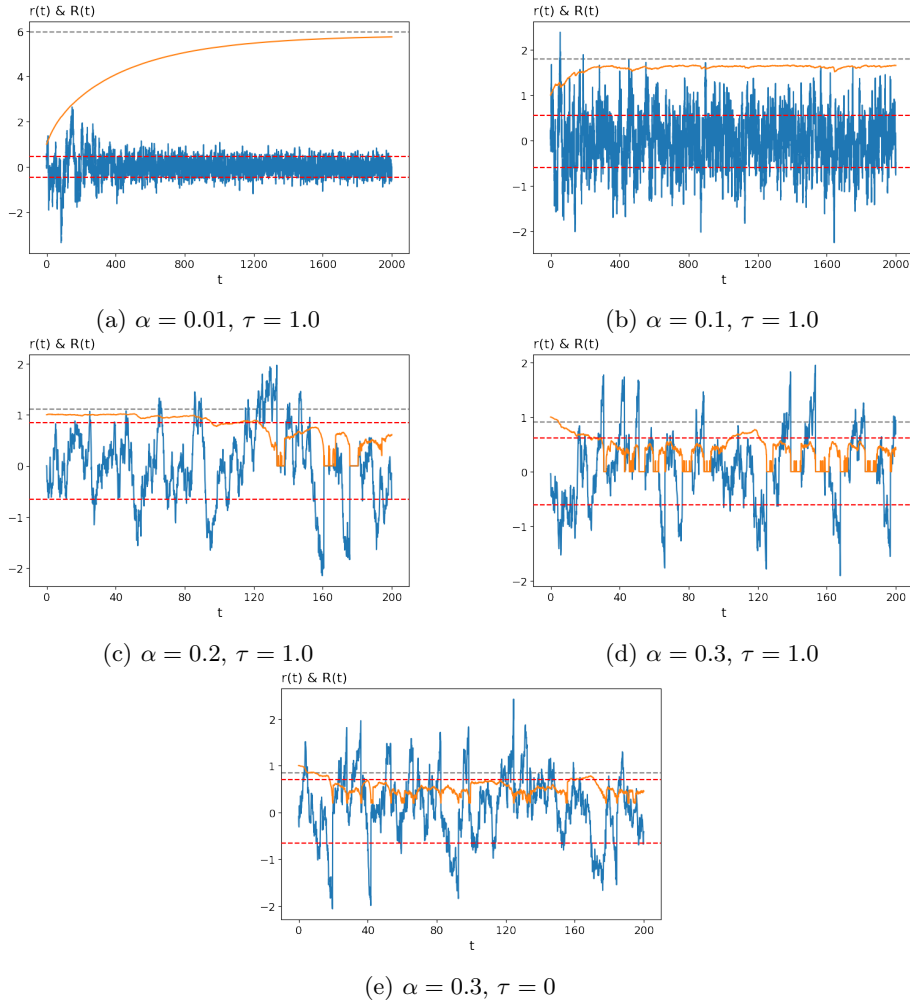 r(t) & R(t)
6
4
2
0
−2
0 400 800 1200 1600 2000
t
(a) α = 0.01, τ = 1.0
r(t) & R(t)
2
1
0
−1
−2
0 400 800 1200 1600 2000
t
(b) α = 0.1, τ = 1.0
r(t) & R(t)
2
1
0
−1
−2
0 40 80 120 160 200
t
(c) α = 0.2, τ = 1.0
r(t) & R(t)
2
1
0
−1
−2
0 40 80 120 160 200
t
(d) α = 0.3, τ = 1.0
r(t) & R(t)
2
1
0
−1
−2
0 40 80 120 160 200
t
(e) α = 0.3, τ = 0